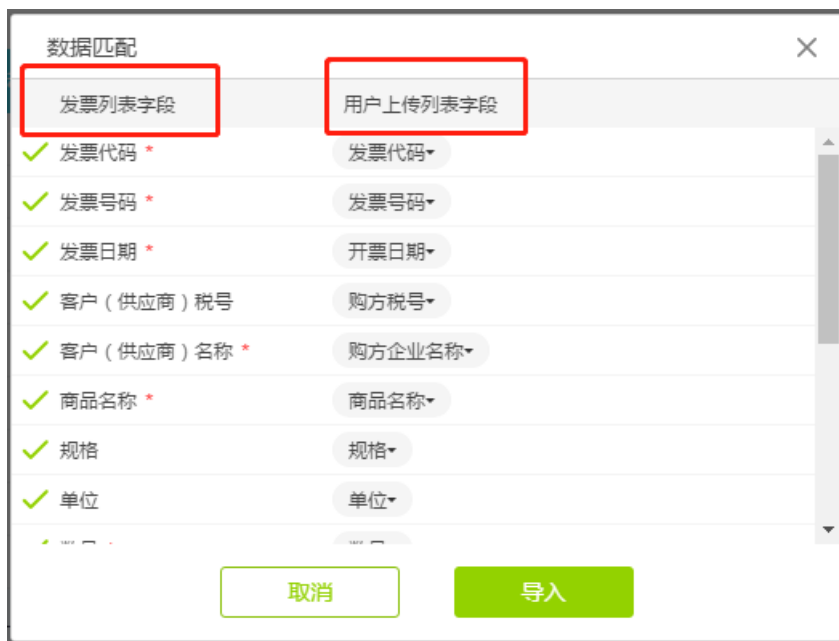 数据匹配
发票列表字段 用户上传列表字段
发票代码 * 发票代码
发票号码 * 发票号码
发票日期 * 开票日期
客户（供应商）税号 购方税号
客户（供应商）名称 * 购方企业名称
商品名称 * 商品名称
规格 规格
单位 单位
取消 导入